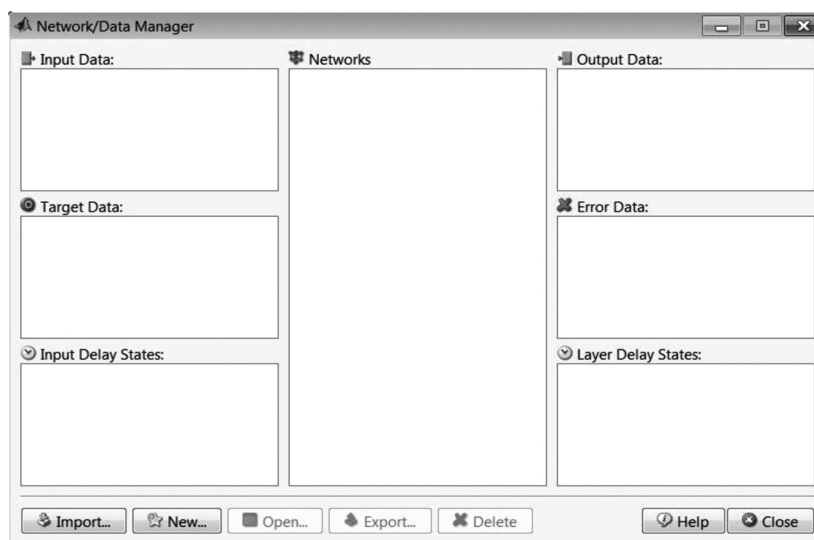 Network/Data Manager
Input Data:
Networks
Output Data:
Target Data:
Error Data:
Input Delay States:
Layer Delay States:
Import... New... Open... Export... Delete Help Close